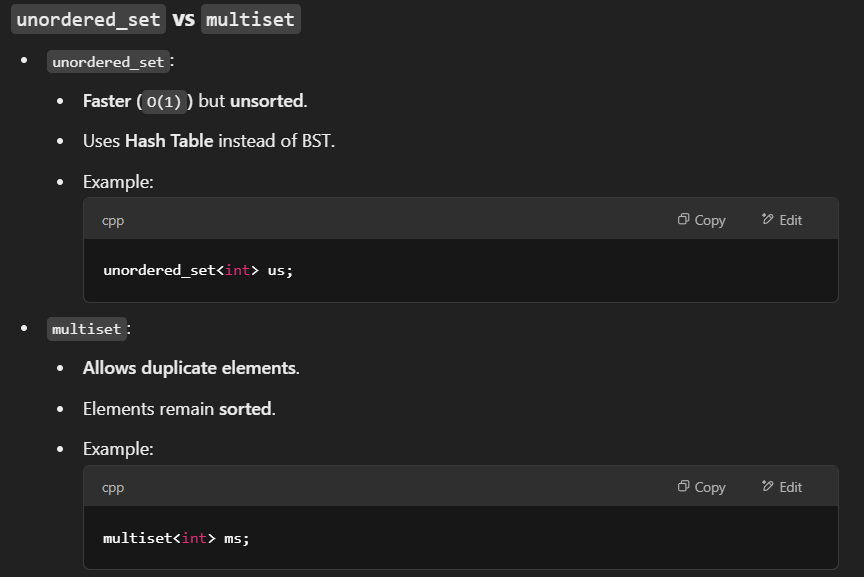 unordered_set vs multiset
unordered_set:
Faster (O(1)) but unsorted.
Uses Hash Table instead of BST.
Example:
cpp Copy Edit
unordered_set<int> us;
multiset:
Allows duplicate elements.
Elements remain sorted.
Example:
cpp Copy Edit
multiset<int> ms;